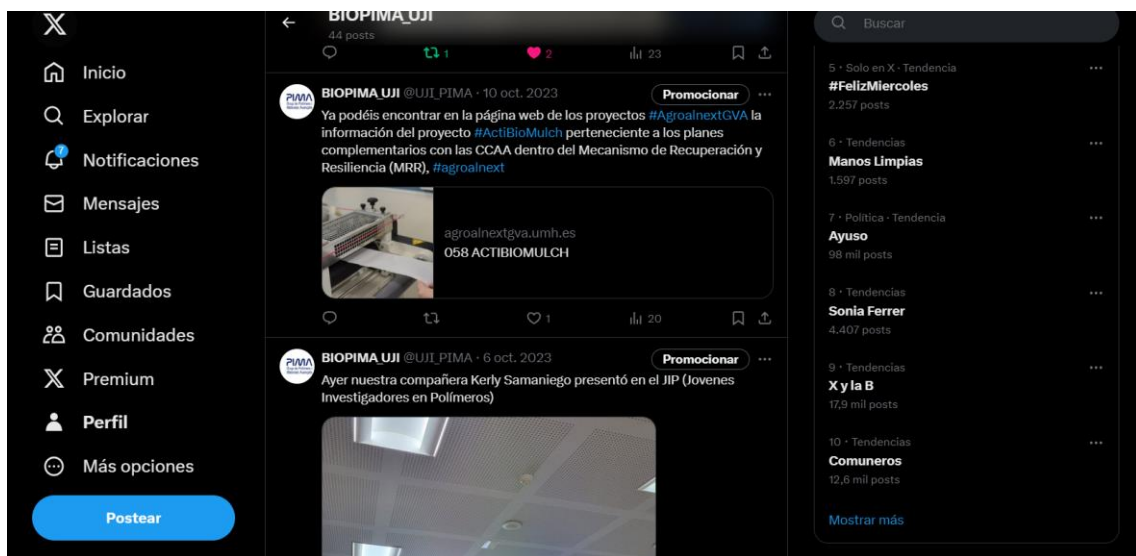 Inicio
Explorar
7
Notificaciones
Mensajes
Listas
Guardados
Comunidades
Premium
Perfil
Más opciones
Postear
BIOPIMA_UJI
44 posts
1
2
23
PIMA
BIOPIMA_UJI @UJI_PIMA · 10 oct. 2023
Promocionar
Ya podéis encontrar en la página web de los proyectos #AgroalnextGVA la
información del proyecto #ActiBioMulch perteneciente a los planes
complementarios con las CCAA dentro del Mecanismo de Recuperación y
Resiliencia (MRR), #agroalnext
agroalnextgva.umh.es
058 ACTIBIOMULCH
1
20
PIMA
BIOPIMA_UJI @UJI_PIMA · 6 oct. 2023
Promocionar
Ayer nuestra compañera Kerly Samaniego presentó en el JIP (Jovenes
Investigadores en Polímeros)
Buscar
5 · Solo en X · Tendencia
#FelizMiercoles
2.257 posts
6 · Tendencias
Manos Limpias
1.597 posts
7 · Política · Tendencia
Ayuso
98 mil posts
8 · Tendencias
Sonia Ferrer
4.407 posts
9 · Tendencias
X y la B
17,9 mil posts
10 · Tendencias
Comuneros
12,6 mil posts
Mostrar más